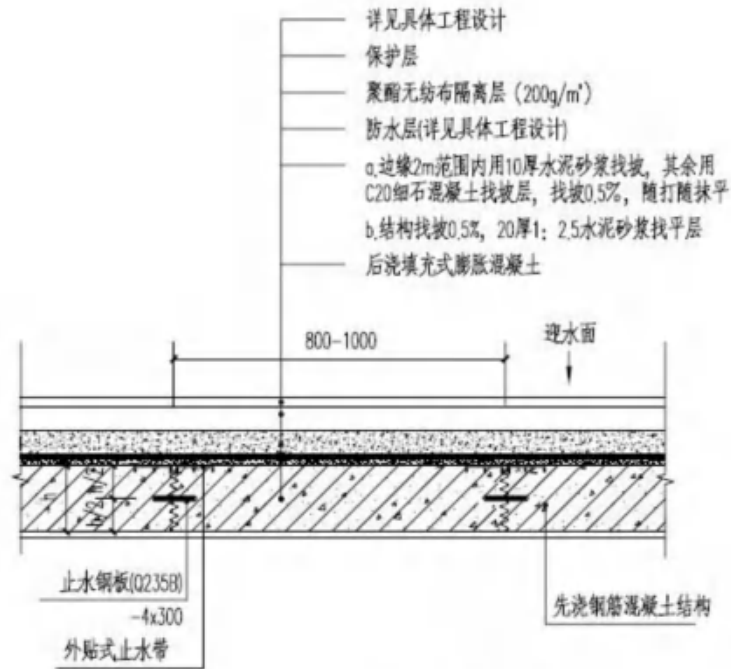 详见具体工程设计
保护层
聚酯无纺布隔离层（200g/m²）
防水层(详见具体工程设计)
a.边缘2m范围内用10厚水泥砂浆找坡，其余用
C20细石混凝土找坡层，找坡0.5%，随打随抹平
b.结构找坡0.5%，20厚1：2.5水泥砂浆找平层
后浇填充式膨胀混凝土
800-1000
迎水面
h
h/2
h/2
止水钢板(Q235B)
-4x300
外贴式止水带
先浇钢筋混凝土结构